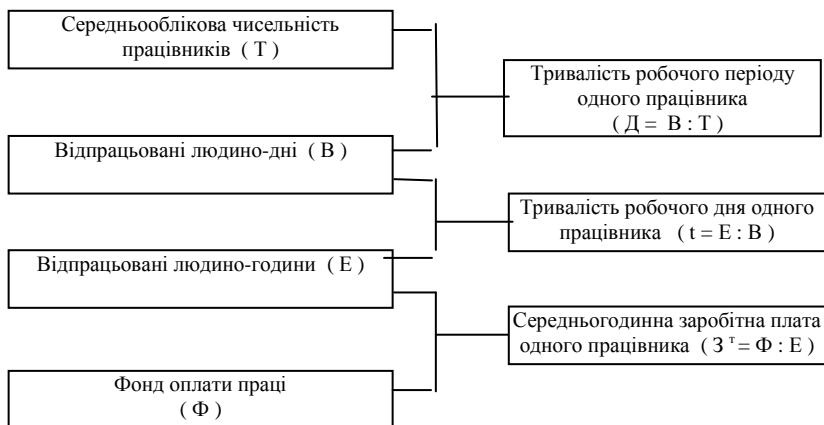 Середньооблікова чисельність
працівників ( Т )
Тривалість робочого періоду
одного працівника
( Д = В : Т )
Відпрацьовані людино-дні ( В )
Тривалість робочого дня одного
працівника ( t = Е : В )
Відпрацьовані людино-години ( Е )
Середньогодинна заробітна плата
одного працівника ( З ᵀ = Ф : Е )
Фонд оплати праці
( Ф )